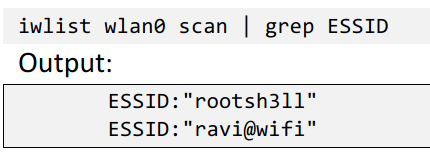 iwlist wlan0 scan | grep ESSID
Output:
ESSID:"rootsh3ll"
ESSID:"ravi@wifi"